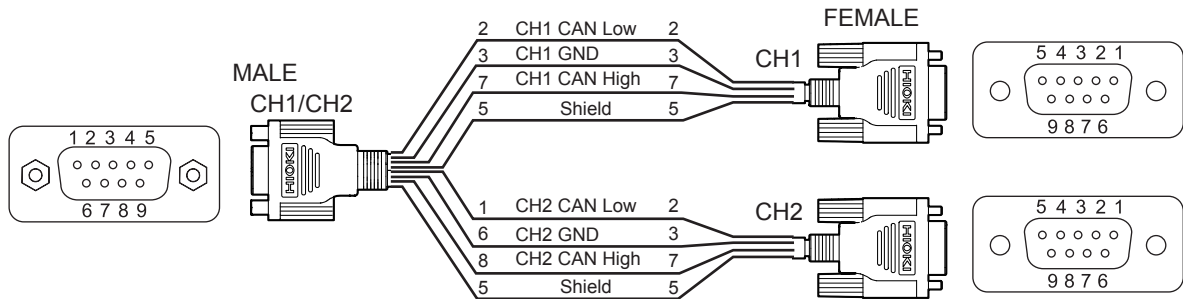 FEMALE
2 CH1 CAN Low 2
3 CH1 GND 3
7 CH1 CAN High 7
5 Shield 5
CH1
HIOKI
5 4 3 2 1
9 8 7 6
MALE
CH1/CH2
HIOKI
1 2 3 4 5
6 7 8 9
1 CH2 CAN Low 2
6 CH2 GND 3
8 CH2 CAN High 7
5 Shield 5
CH2
HIOKI
5 4 3 2 1
9 8 7 6